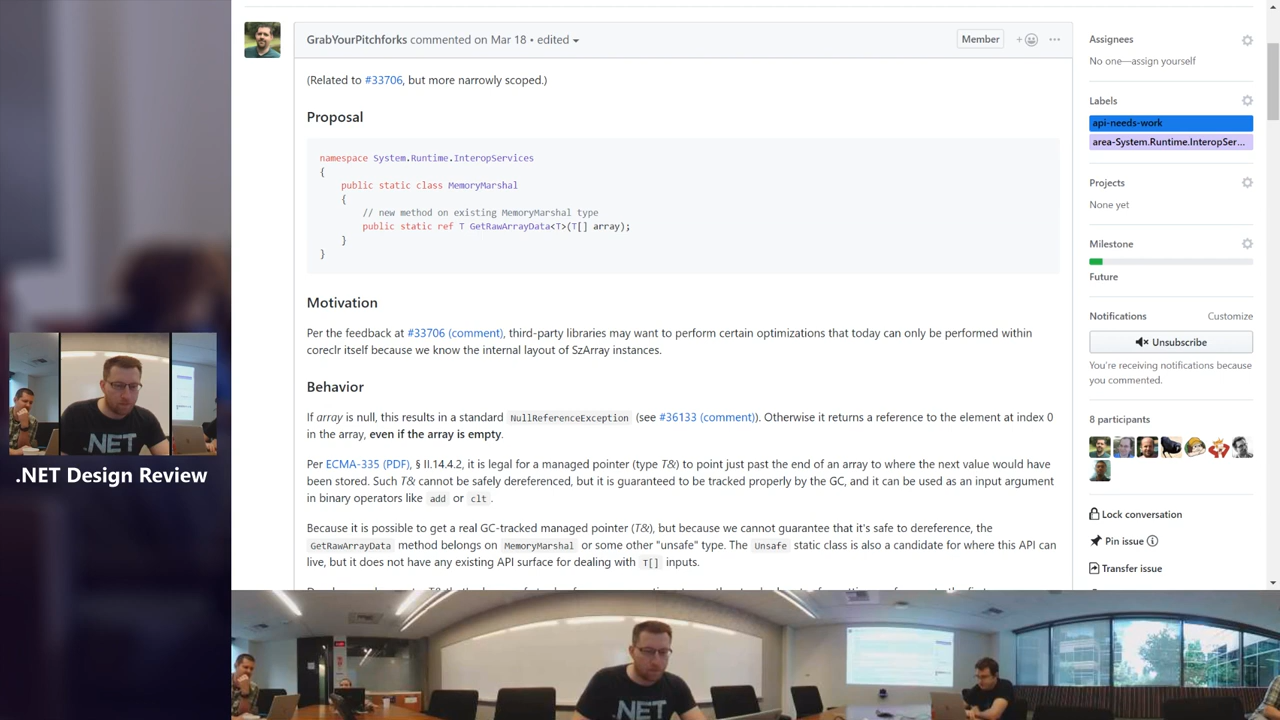 GrabYourPitchforks commented on Mar 18 • edited
Member
(Related to #33706, but more narrowly scoped.)
Proposal
namespace System.Runtime.InteropServices
{
public static class MemoryMarshal
{
// new method on existing MemoryMarshal type
public static ref T GetRawArrayData<T>(T[] array);
}
}
Motivation
Per the feedback at #33706 (comment), third-party libraries may want to perform certain optimizations that today can only be performed within
coreclr itself because we know the internal layout of SzArray instances.
Behavior
If array is null, this results in a standard NullReferenceException (see #36133 (comment)). Otherwise it returns a reference to the element at index 0
in the array, even if the array is empty.
Per ECMA-335 (PDF), § II.14.4.2, it is legal for a managed pointer (type T&) to point just past the end of an array to where the next value would have
been stored. Such T& cannot be safely dereferenced, but it is guaranteed to be tracked properly by the GC, and it can be used as an input argument
in binary operators like add or clt.
Because it is possible to get a real GC-tracked managed pointer (T&), but because we cannot guarantee that it's safe to dereference, the
GetRawArrayData method belongs on MemoryMarshal or some other "unsafe" type. The Unsafe static class is also a candidate for where this API can
live, but it does not have any existing API surface for dealing with T[] inputs.
Assignees
No one—assign yourself
Labels
api-needs-work
area-System.Runtime.InteropSer...
Projects
None yet
Milestone
Future
Notifications
Customize
Unsubscribe
You're receiving notifications because
you commented.
8 participants
Lock conversation
Pin issue
Transfer issue
.NET
.NET Design Review
.NET